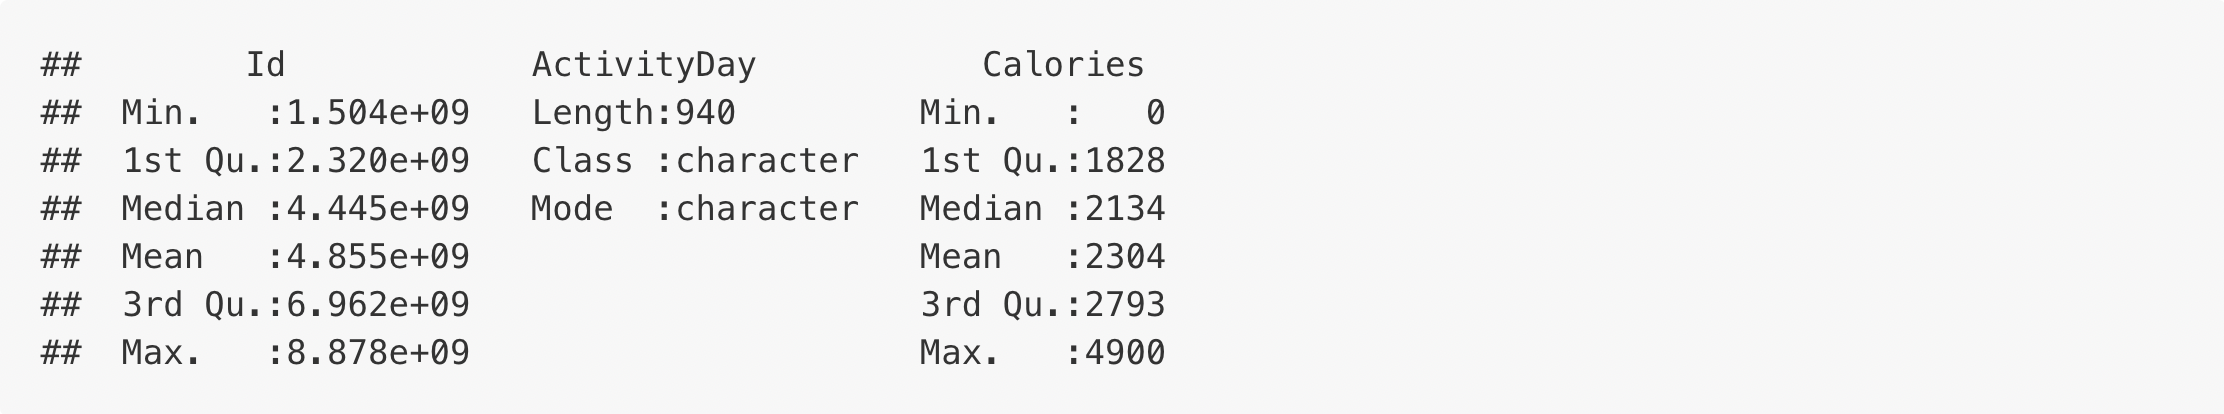 ##        Id            ActivityDay           Calories
##  Min.   :1.504e+09   Length:940         Min.   :   0
##  1st Qu.:2.320e+09   Class :character   1st Qu.:1828
##  Median :4.445e+09   Mode  :character   Median :2134
##  Mean   :4.855e+09                      Mean   :2304
##  3rd Qu.:6.962e+09                      3rd Qu.:2793
##  Max.   :8.878e+09                      Max.   :4900